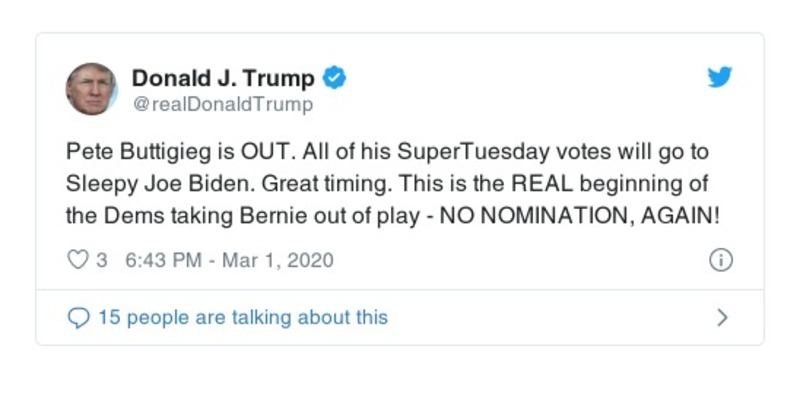 Donald J. Trump
@realDonaldTrump
Pete Buttigieg is OUT. All of his SuperTuesday votes will go to
Sleepy Joe Biden. Great timing. This is the REAL beginning of
the Dems taking Bernie out of play - NO NOMINATION, AGAIN!
3 6:43 PM - Mar 1, 2020
15 people are talking about this